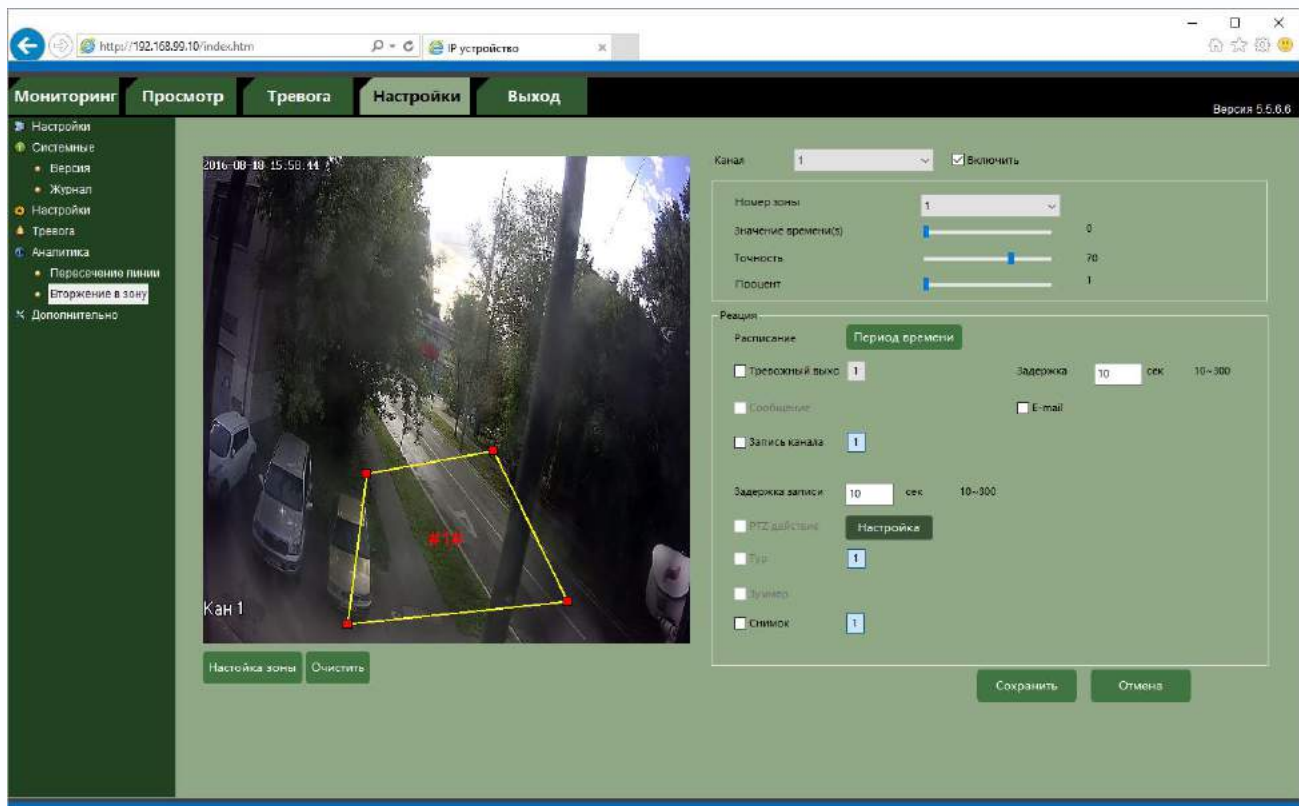 http://192.168.99.10/index.htm
IP устройство
Мониторинг Просмотр Тревога Настройки Выход
Версия 5.5.6.6
Настройки
Системные
Версия
Журнал
Настройки
Тревога
Аналитика
Пересечение линии
Вторжение в зону
Дополнительно
2016-08-18 15:58:44
#1#
Кан 1
Настойка зоны Очистить
Канал 1 Включить
Номер зоны 1
Значение времени(s) 0
Точность 70
Процент 1
Реация
Расписание Период времени
Тревожный выхо 1 Задержка 10 сек 10~300
Сообщение E-mail
Запись канала 1
Задержка записи 10 сек 10~300
PTZ действие Настройка
Тур 1
Зуммер
Снимок 1
Сохранить Отмена